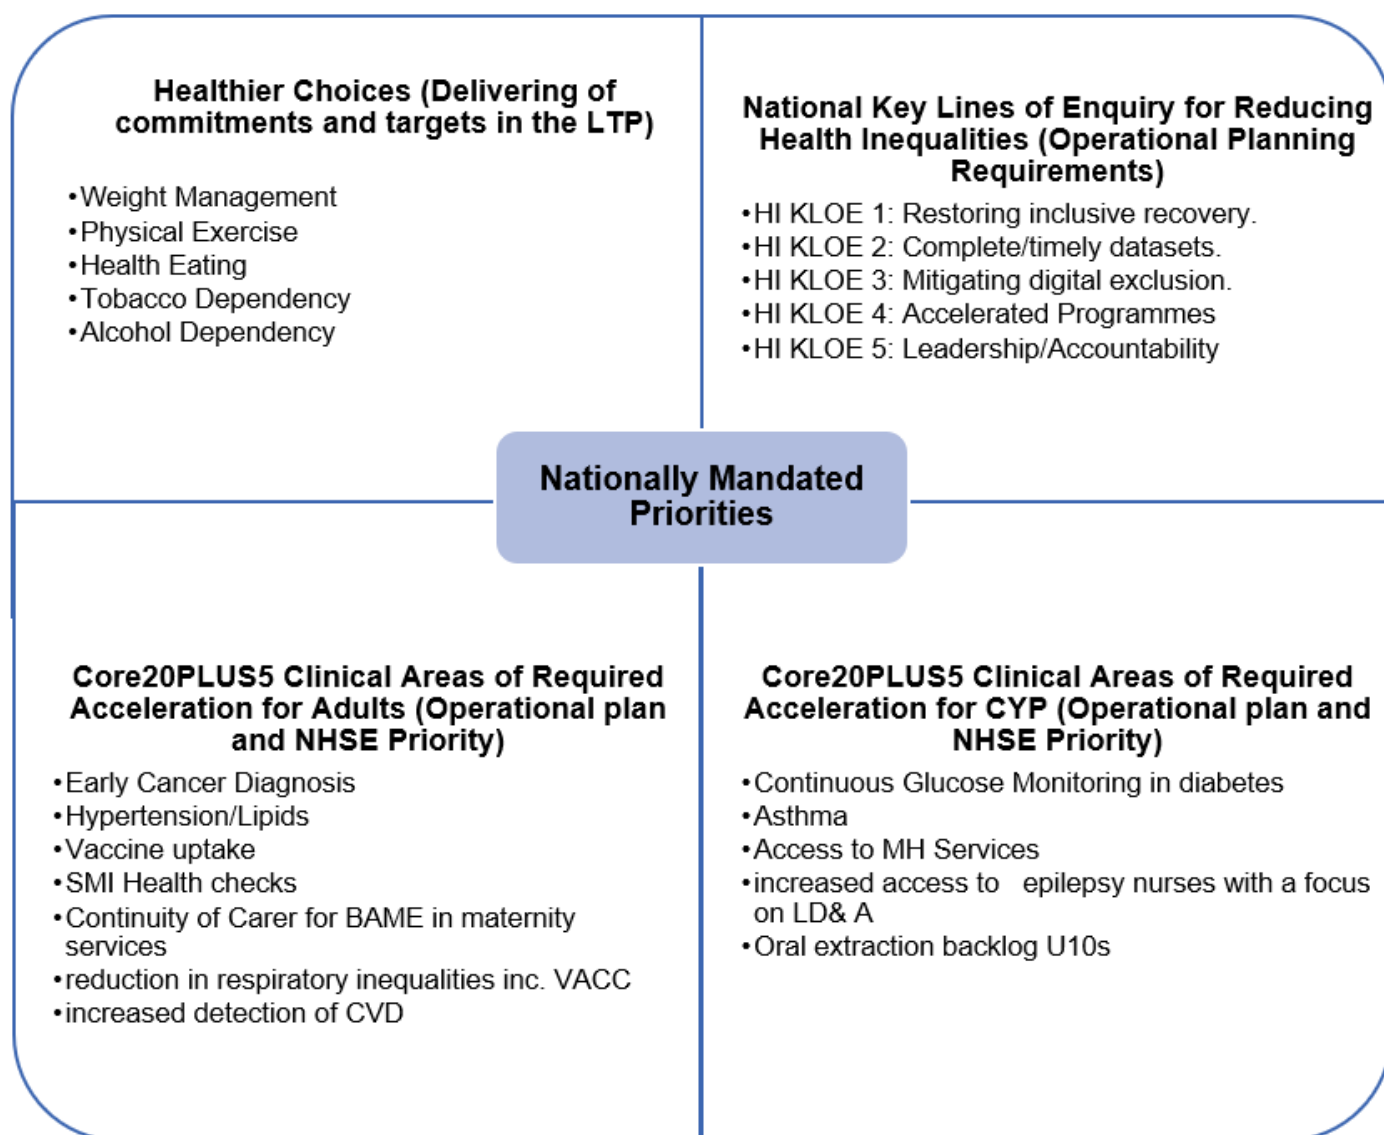 Healthier Choices (Delivering of
commitments and targets in the LTP)
•Weight Management
•Physical Exercise
•Health Eating
•Tobacco Dependency
•Alcohol Dependency
National Key Lines of Enquiry for Reducing
Health Inequalities (Operational Planning
Requirements)
•HI KLOE 1: Restoring inclusive recovery.
•HI KLOE 2: Complete/timely datasets.
•HI KLOE 3: Mitigating digital exclusion.
•HI KLOE 4: Accelerated Programmes
•HI KLOE 5: Leadership/Accountability
Nationally Mandated
Priorities
Core20PLUS5 Clinical Areas of Required
Acceleration for Adults (Operational plan
and NHSE Priority)
•Early Cancer Diagnosis
•Hypertension/Lipids
•Vaccine uptake
•SMI Health checks
•Continuity of Carer for BAME in maternity
services
•reduction in respiratory inequalities inc. VACC
•increased detection of CVD
Core20PLUS5 Clinical Areas of Required
Acceleration for CYP (Operational plan and
NHSE Priority)
•Continuous Glucose Monitoring in diabetes
•Asthma
•Access to MH Services
•increased access to   epilepsy nurses with a focus
on LD& A
•Oral extraction backlog U10s